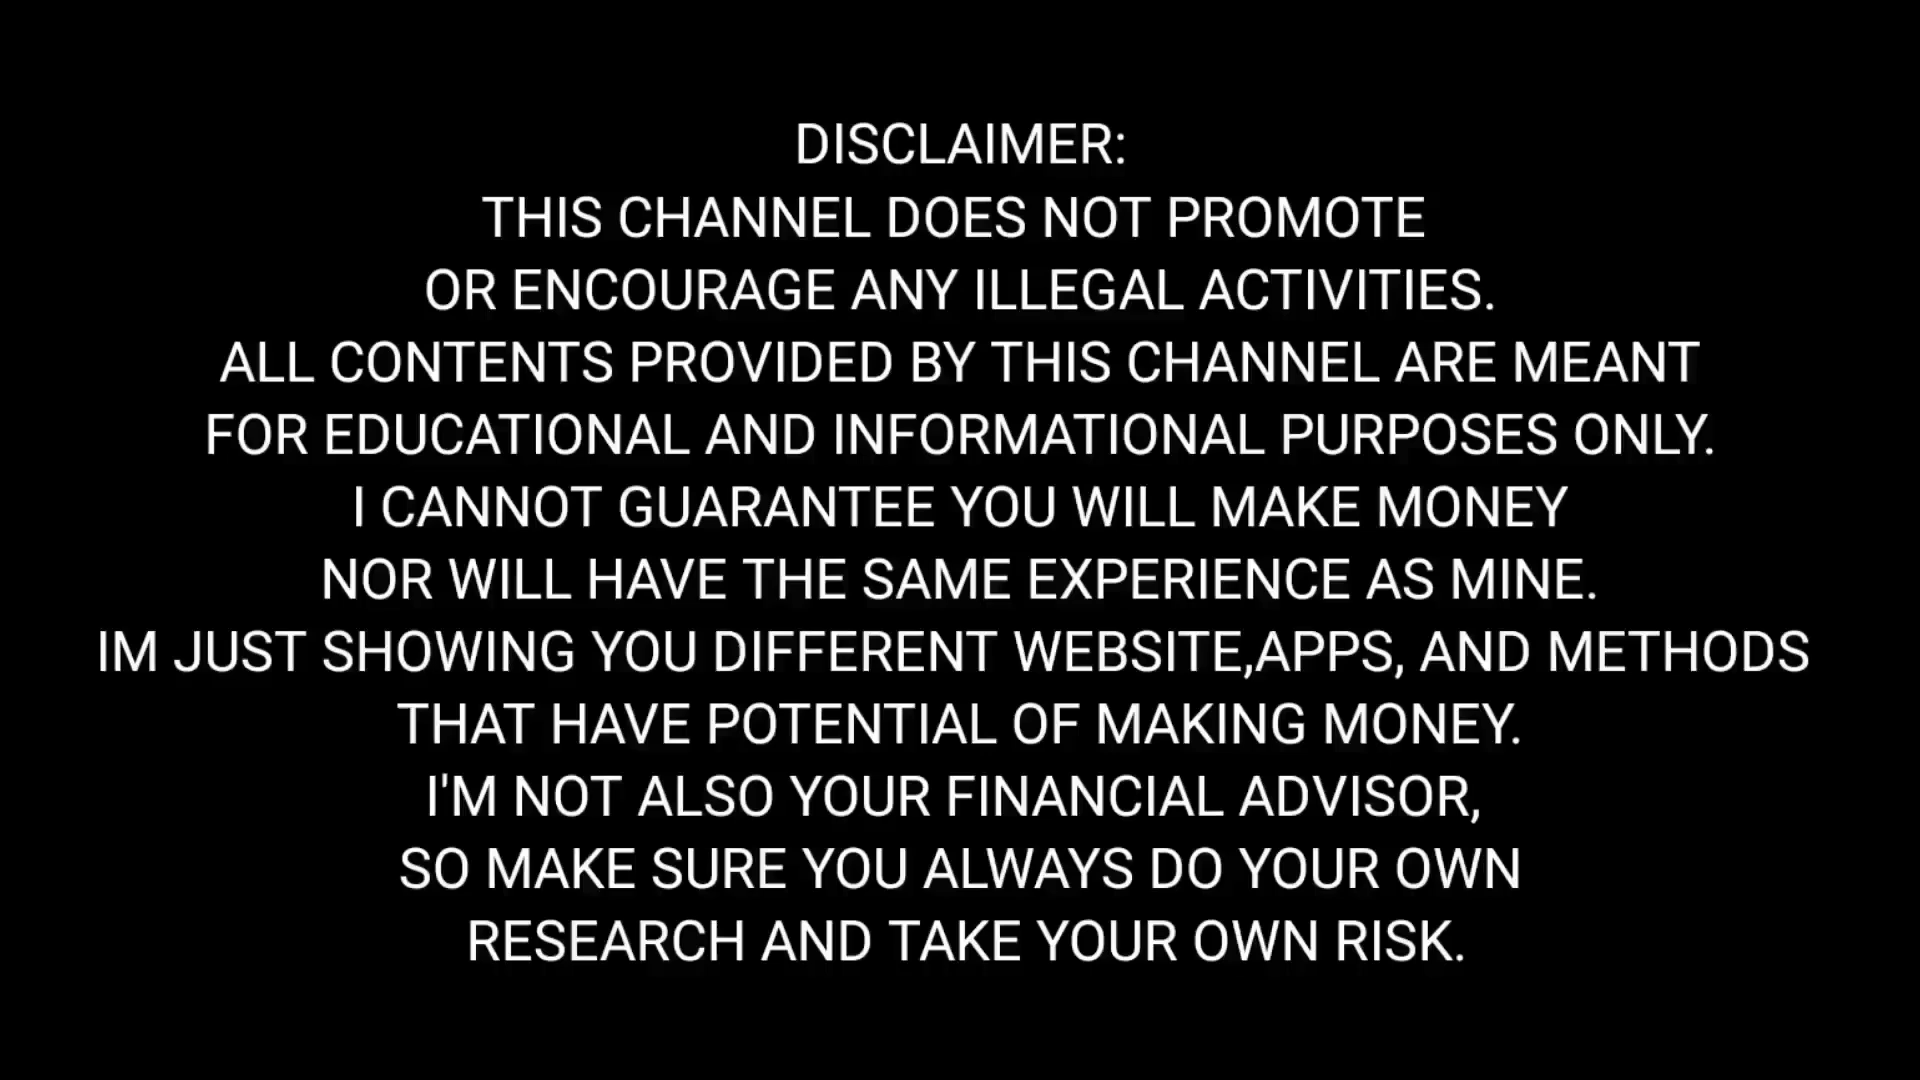 DISCLAIMER:
THIS CHANNEL DOES NOT PROMOTE
OR ENCOURAGE ANY ILLEGAL ACTIVITIES.
ALL CONTENTS PROVIDED BY THIS CHANNEL ARE MEANT
FOR EDUCATIONAL AND INFORMATIONAL PURPOSES ONLY.
I CANNOT GUARANTEE YOU WILL MAKE MONEY
NOR WILL HAVE THE SAME EXPERIENCE AS MINE.
IM JUST SHOWING YOU DIFFERENT WEBSITE,APPS, AND METHODS
THAT HAVE POTENTIAL OF MAKING MONEY.
I'M NOT ALSO YOUR FINANCIAL ADVISOR,
SO MAKE SURE YOU ALWAYS DO YOUR OWN
RESEARCH AND TAKE YOUR OWN RISK.